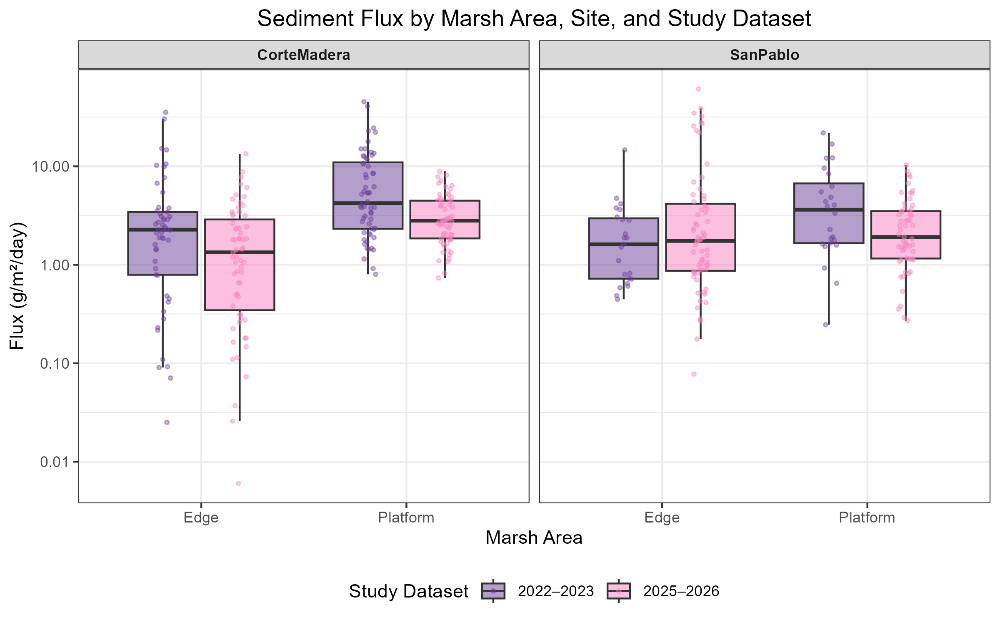 Sediment Flux by Marsh Area, Site, and Study Dataset
CorteMadera
SanPablo
Flux (g/m²/day)
10.00
1.00
0.10
0.01
Edge
Platform
Edge
Platform
Marsh Area
Study Dataset
2022–2023
2025–2026